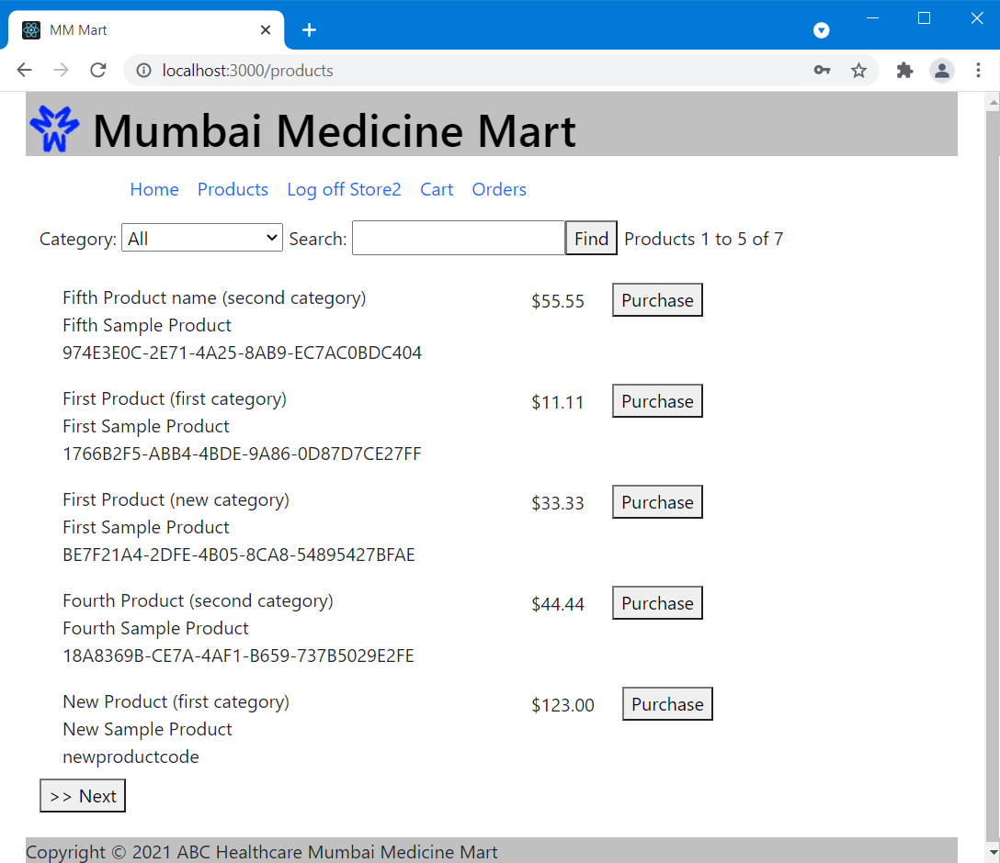 MM Mart
localhost:3000/products
Mumbai Medicine Mart
Home Products Log off Store2 Cart Orders
Category: All Search: Find Products 1 to 5 of 7
Fifth Product name (second category) $55.55 Purchase
Fifth Sample Product
974E3E0C-2E71-4A25-8AB9-EC7AC0BDC404
First Product (first category) $11.11 Purchase
First Sample Product
1766B2F5-ABB4-4BDE-9A86-0D87D7CE27FF
First Product (new category) $33.33 Purchase
First Sample Product
BE7F21A4-2DFE-4B05-8CA8-54895427BFAE
Fourth Product (second category) $44.44 Purchase
Fourth Sample Product
18A8369B-CE7A-4AF1-B659-737B5029E2FE
New Product (first category) $123.00 Purchase
New Sample Product
newproductcode
>> Next
Copyright © 2021 ABC Healthcare Mumbai Medicine Mart